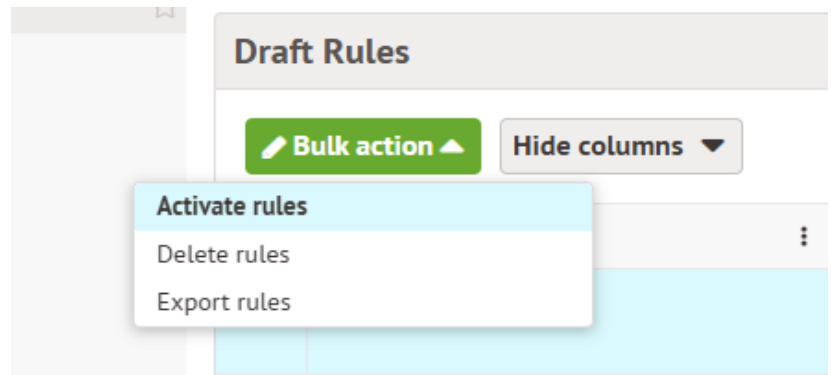 Draft Rules
Bulk action
Hide columns
Activate rules
Delete rules
Export rules